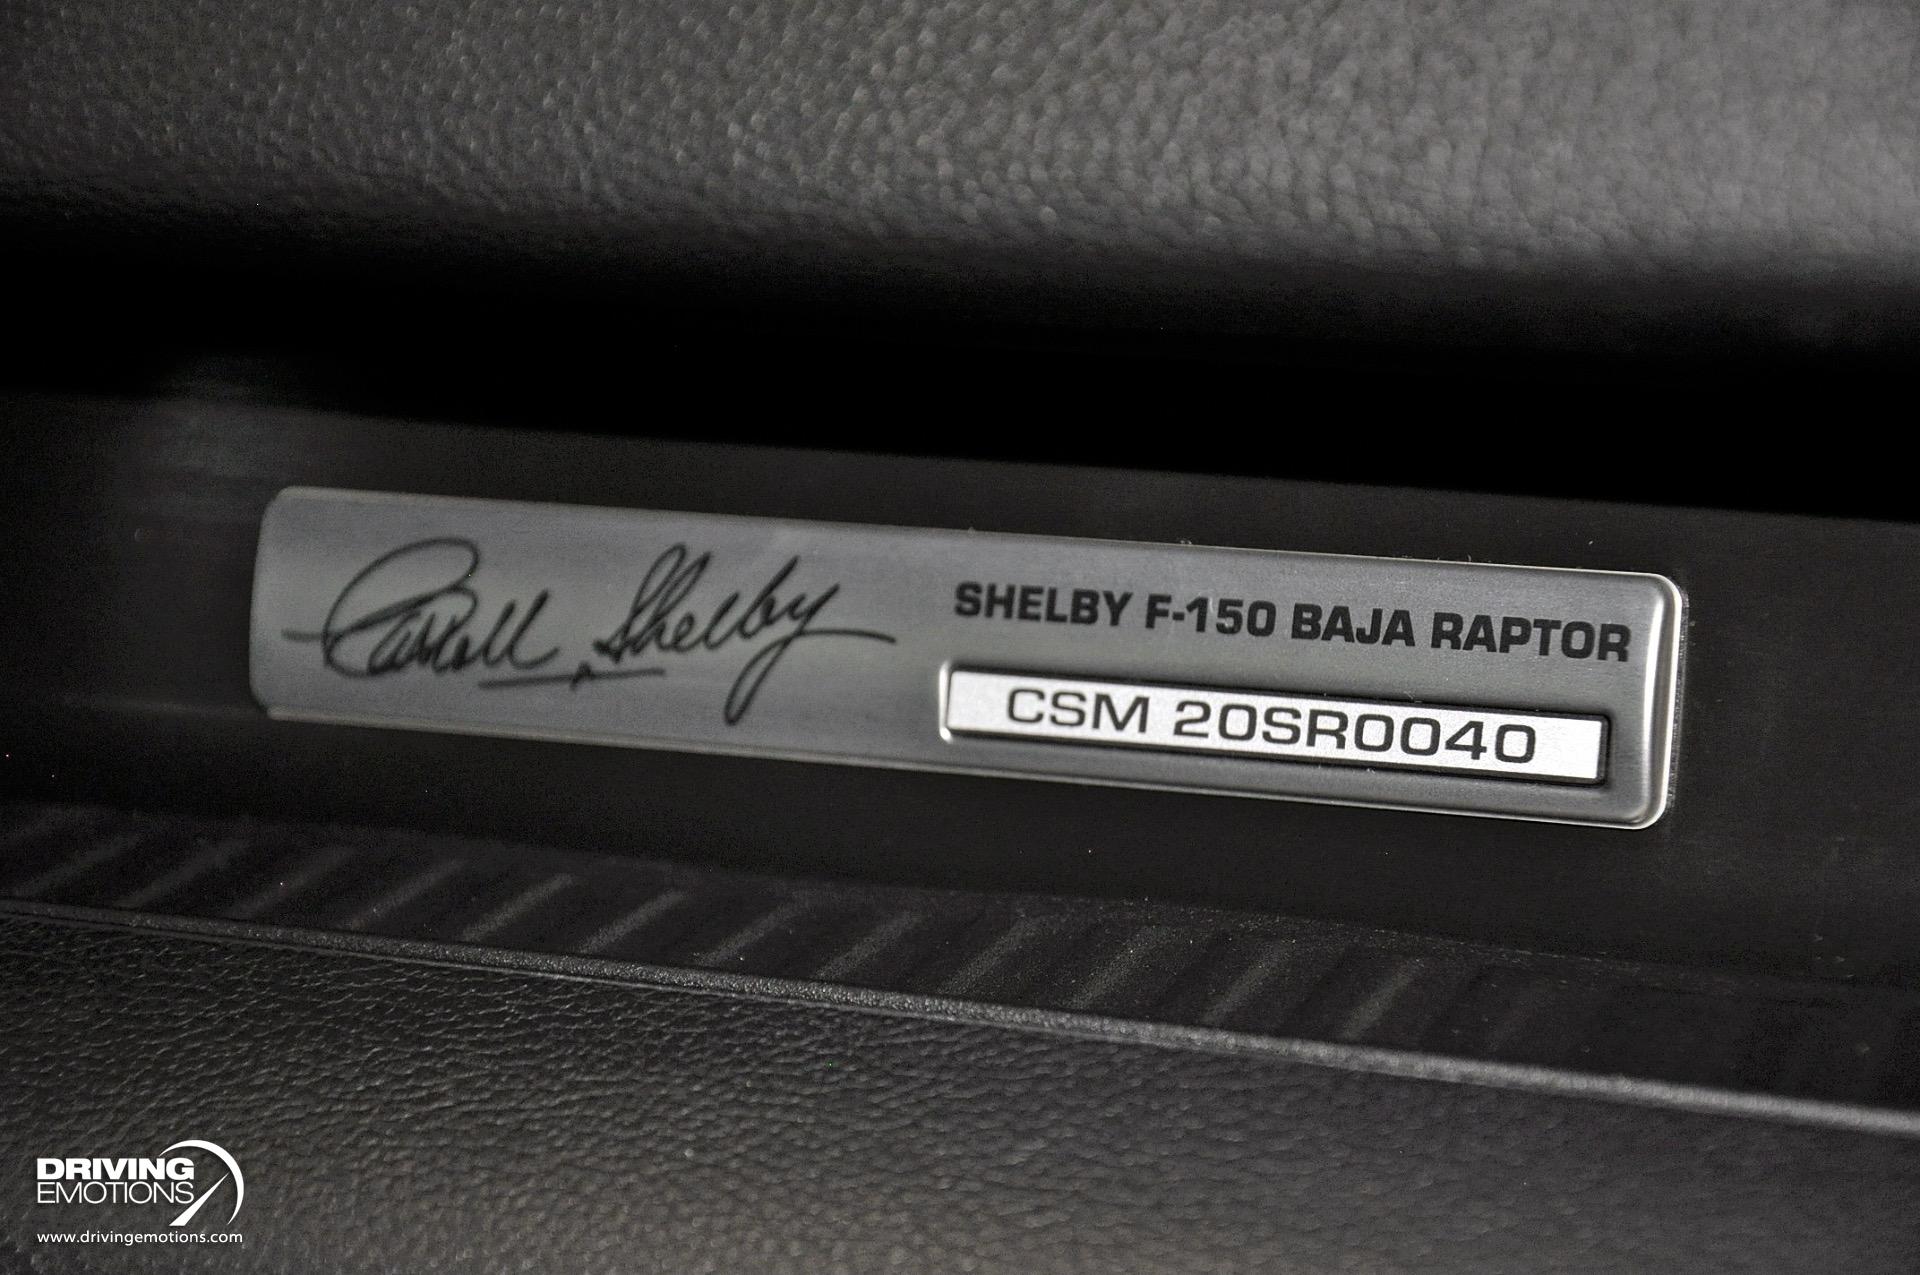 Carroll Shelby
SHELBY F-150 BAJA RAPTOR
CSM 20SR0040
DRIVING
EMOTIONS
www.drivingemotions.com